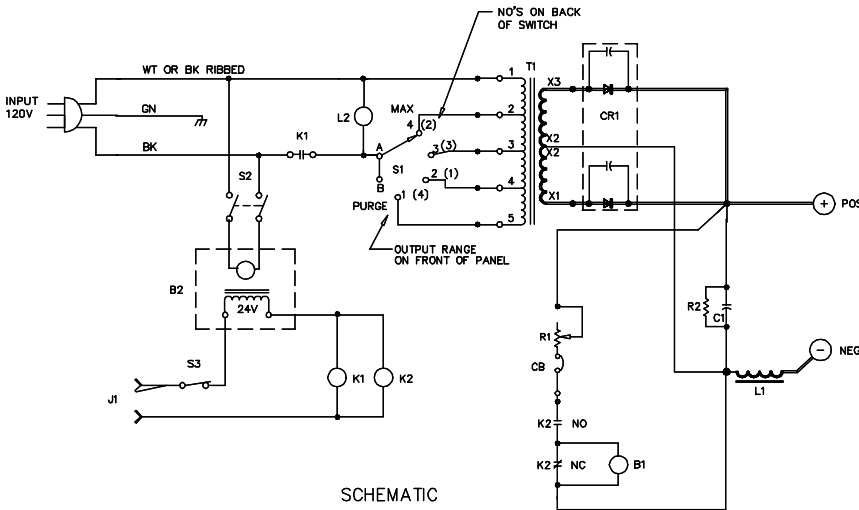 NO'S ON BACK
OF SWITCH
WT OR BK RIBBED
T1
1
X3
INPUT
120V
GN
L2
MAX
4 (2)
2
CR1
K1
BK
A
S1
3 (3)
3
X2
X2
S2
B
2 (1)
4
1 (4)
X1
PURGE
5
+
POS
OUTPUT RANGE
ON FRONT OF PANEL
B2
24V
R2
C1
R1
-
NEG
S3
CB
K1
K2
L1
J1
K2
NO
K2
NC
B1
SCHEMATIC